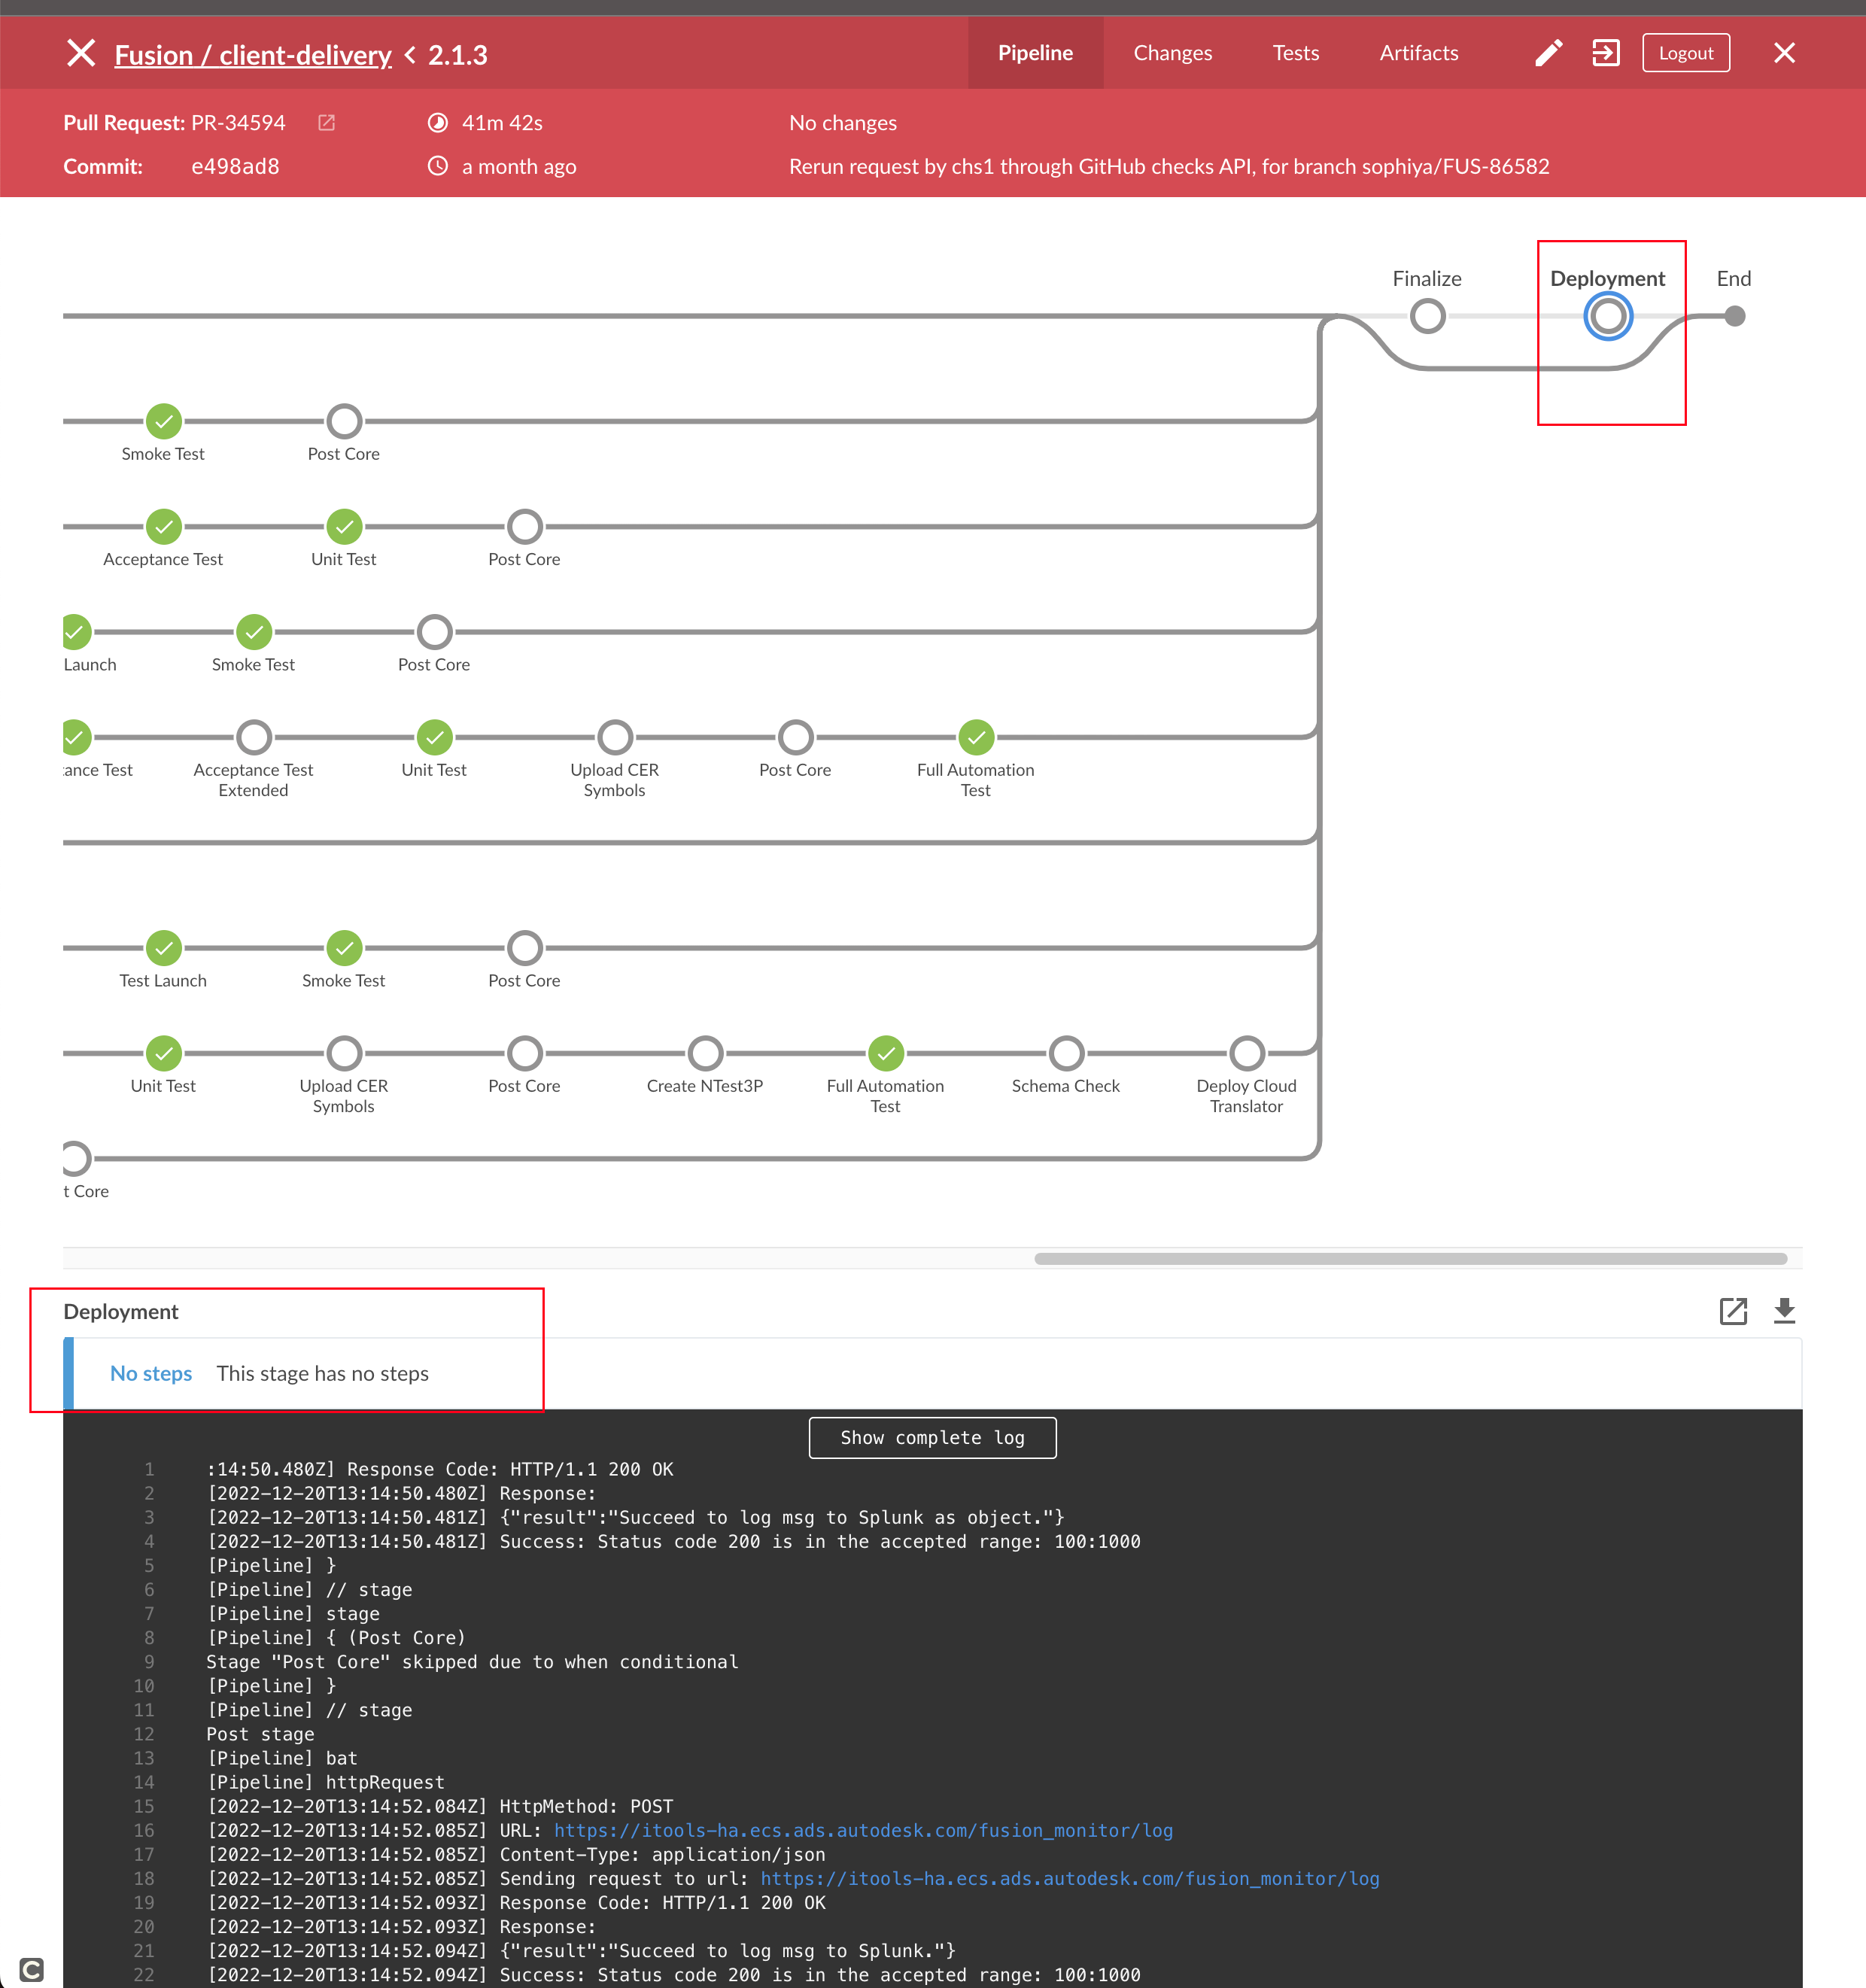 Fusion / client-delivery < 2.1.3
Pipeline
Changes
Tests
Artifacts
Logout
Pull Request: PR-34594
41m 42s
No changes
Commit: e498ad8
a month ago
Rerun request by chs1 through GitHub checks API, for branch sophiya/FUS-86582
Finalize
Deployment
End
Smoke Test
Post Core
Acceptance Test
Unit Test
Post Core
Launch
Smoke Test
Post Core
tance Test
Acceptance Test
Extended
Unit Test
Upload CER
Symbols
Post Core
Full Automation
Test
Test Launch
Smoke Test
Post Core
Unit Test
Upload CER
Symbols
Post Core
Create NTest3P
Full Automation
Test
Schema Check
Deploy Cloud
Translator
t Core
Deployment
No steps This stage has no steps
Show complete log
1 :14:50.480Z] Response Code: HTTP/1.1 200 OK
2 [2022-12-20T13:14:50.480Z] Response:
3 [2022-12-20T13:14:50.481Z] {"result":"Succeed to log msg to Splunk as object."}
4 [2022-12-20T13:14:50.481Z] Success: Status code 200 is in the accepted range: 100:1000
5 [Pipeline] }
6 [Pipeline] // stage
7 [Pipeline] stage
8 [Pipeline] { (Post Core)
9 Stage "Post Core" skipped due to when conditional
10 [Pipeline] }
11 [Pipeline] // stage
12 Post stage
13 [Pipeline] bat
14 [Pipeline] httpRequest
15 [2022-12-20T13:14:52.084Z] HttpMethod: POST
16 [2022-12-20T13:14:52.085Z] URL: https://itools-ha.ecs.ads.autodesk.com/fusion_monitor/log
17 [2022-12-20T13:14:52.085Z] Content-Type: application/json
18 [2022-12-20T13:14:52.085Z] Sending request to url: https://itools-ha.ecs.ads.autodesk.com/fusion_monitor/log
19 [2022-12-20T13:14:52.093Z] Response Code: HTTP/1.1 200 OK
20 [2022-12-20T13:14:52.093Z] Response:
21 [2022-12-20T13:14:52.094Z] {"result":"Succeed to log msg to Splunk."}
22 [2022-12-20T13:14:52.094Z] Success: Status code 200 is in the accepted range: 100:1000
C